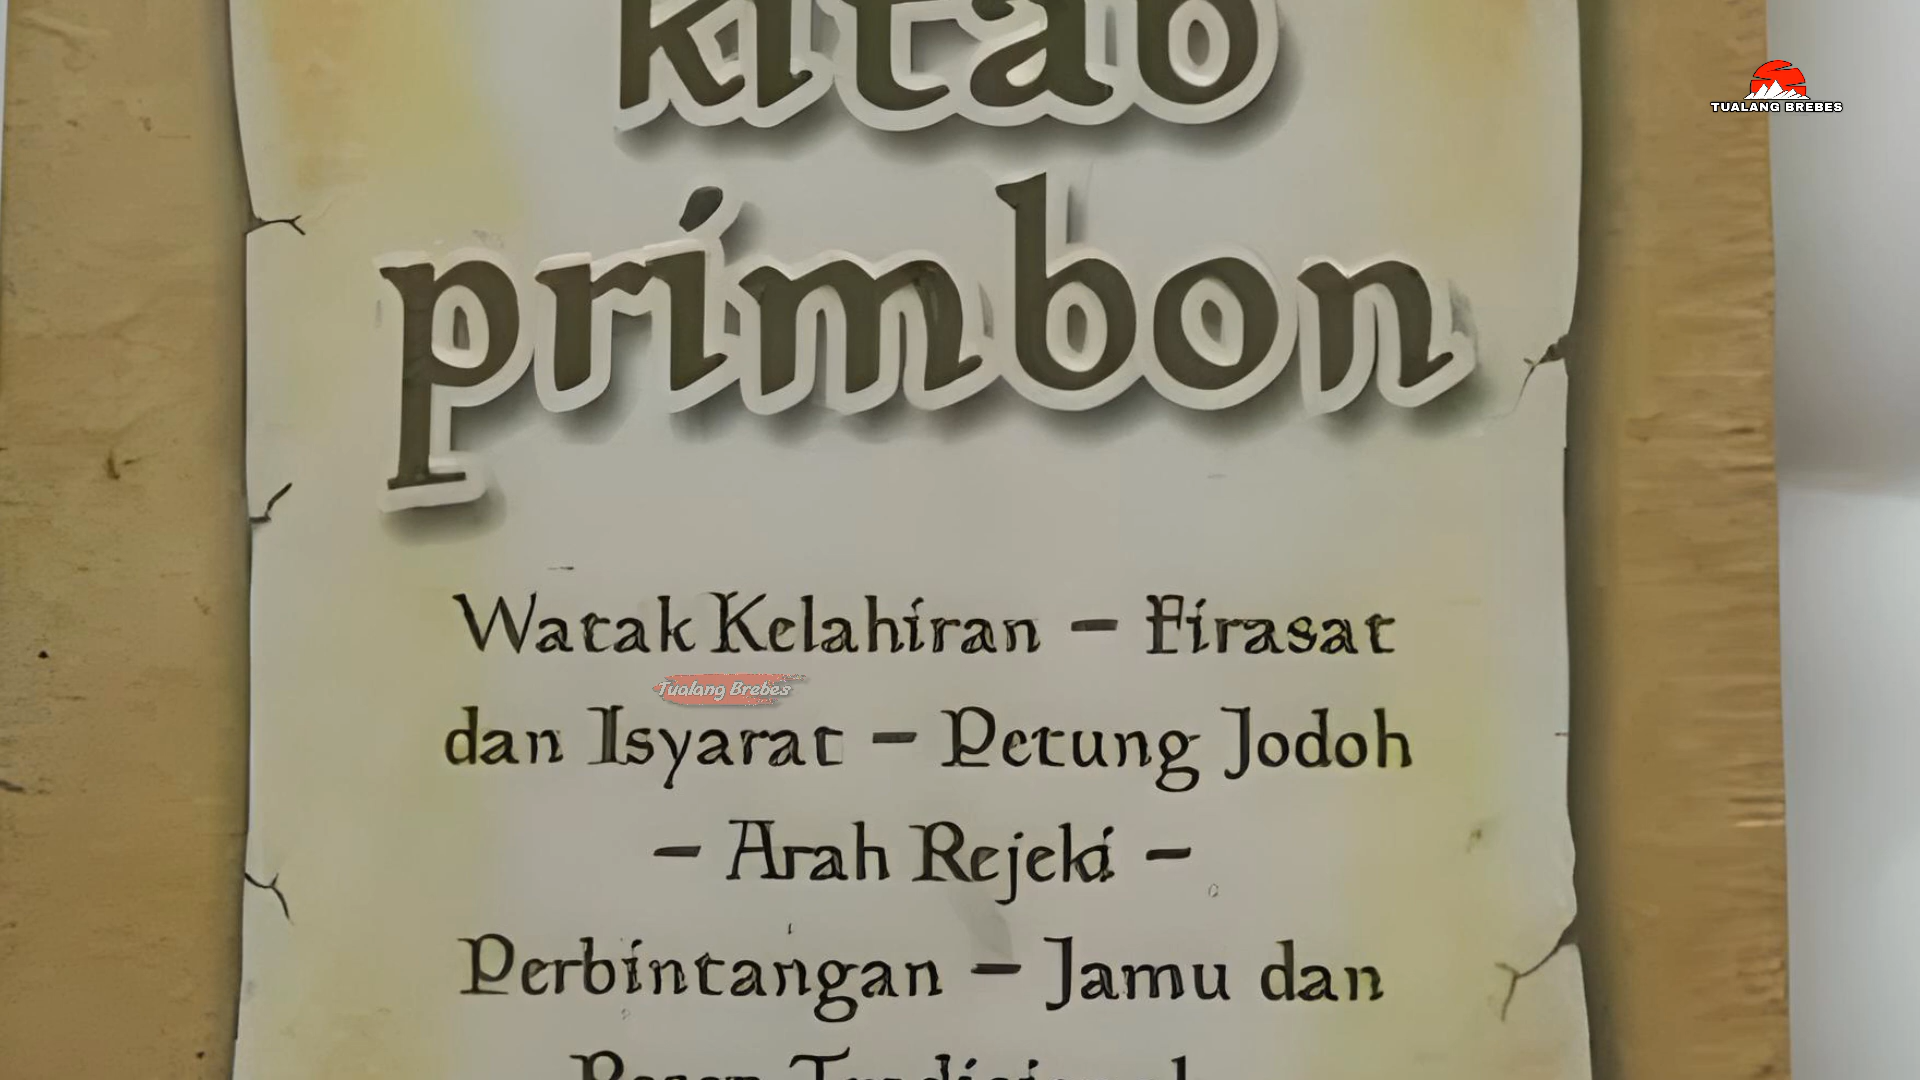 kitab
TUALANG BREBES
primbon
Watak Kelahiran – Firasat
Tualang Brebes
dan Isyarat – Petung Jodoh
– Arah Rejeki –
Perbintangan – Jamu dan